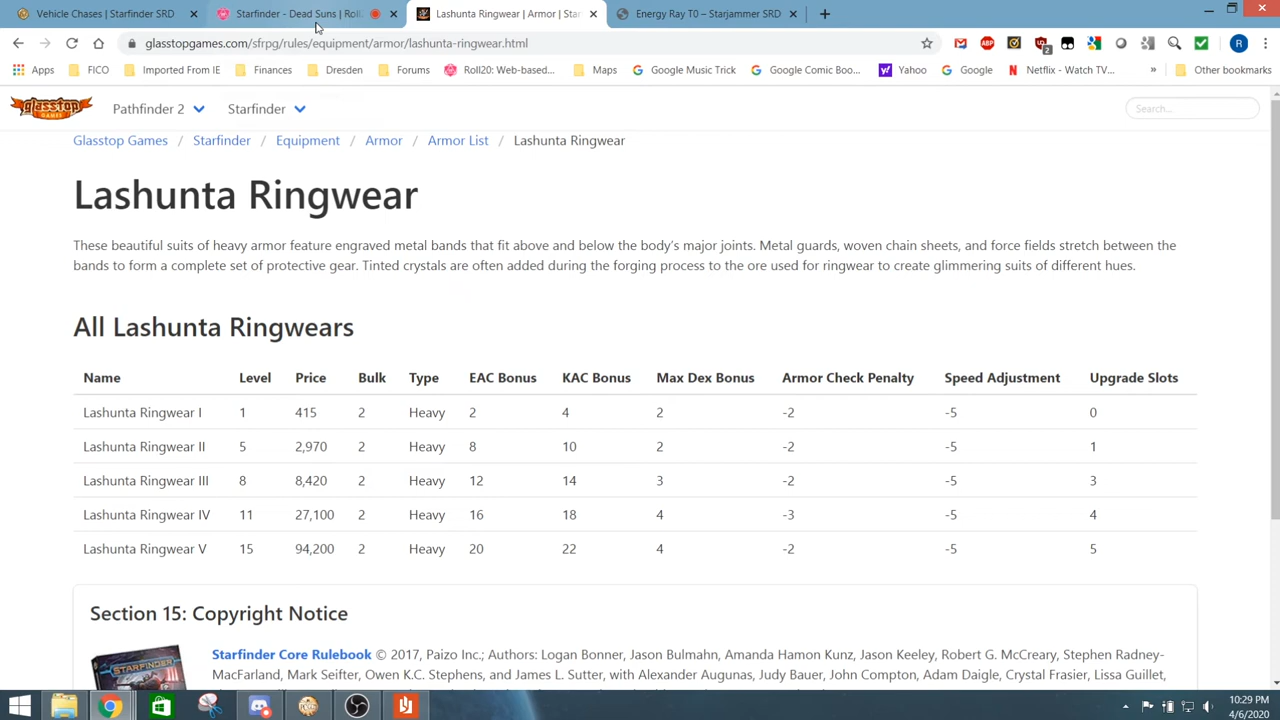 Vehicle Chases | Starfinder SRD
Starfinder - Dead Suns | Roll
Lashunta Ringwear | Armor | Star
Energy Ray T0 – Starjammer SRD
glasstopgames.com/sfrpg/rules/equipment/armor/lashunta-ringwear.html
ABP
2
R
Apps
FICO
Imported From IE
Finances
Dresden
Forums
Roll20: Web-based...
Maps
Google Music Trick
Google Comic Boo...
Yahoo
Google
Netflix - Watch TV...
»
Other bookmarks
glasstop
GAMES
Pathfinder 2
Starfinder
Search...
Glasstop Games / Starfinder / Equipment / Armor / Armor List / Lashunta Ringwear
Lashunta Ringwear
These beautiful suits of heavy armor feature engraved metal bands that fit above and below the body's major joints. Metal guards, woven chain sheets, and force fields stretch between the
bands to form a complete set of protective gear. Tinted crystals are often added during the forging process to the ore used for ringwear to create glimmering suits of different hues.
All Lashunta Ringwears
Name Level Price Bulk Type EAC Bonus KAC Bonus Max Dex Bonus Armor Check Penalty Speed Adjustment Upgrade Slots
Lashunta Ringwear I 1 415 2 Heavy 2 4 2 -2 -5 0
Lashunta Ringwear II 5 2,970 2 Heavy 8 10 2 -2 -5 1
Lashunta Ringwear III 8 8,420 2 Heavy 12 14 3 -2 -5 3
Lashunta Ringwear IV 11 27,100 2 Heavy 16 18 4 -3 -5 4
Lashunta Ringwear V 15 94,200 2 Heavy 20 22 4 -2 -5 5
Section 15: Copyright Notice
STARFINDER
Starfinder Core Rulebook © 2017, Paizo Inc.; Authors: Logan Bonner, Jason Bulmahn, Amanda Hamon Kunz, Jason Keeley, Robert G. McCreary, Stephen Radney-
MacFarland, Mark Seifter, Owen K.C. Stephens, and James L. Sutter, with Alexander Augunas, Judy Bauer, John Compton, Adam Daigle, Crystal Frasier, Lissa Guillet,
10:29 PM
4/6/2020